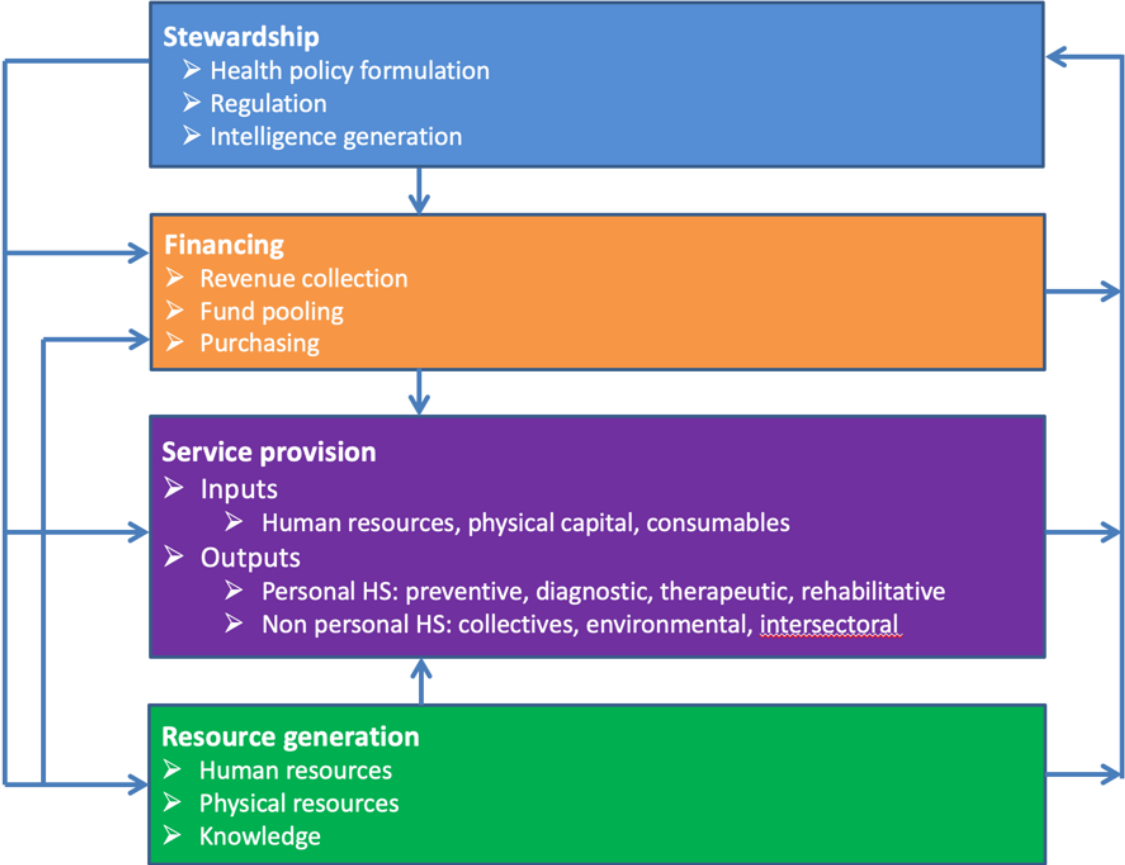 Stewardship
➢ Health policy formulation
➢ Regulation
➢ Intelligence generation
Financing
➢ Revenue collection
➢ Fund pooling
➢ Purchasing
Service provision
➢ Inputs
➢ Human resources, physical capital, consumables
➢ Outputs
➢ Personal HS: preventive, diagnostic, therapeutic, rehabilitative
➢ Non personal HS: collectives, environmental, intersectoral
Resource generation
➢ Human resources
➢ Physical resources
➢ Knowledge